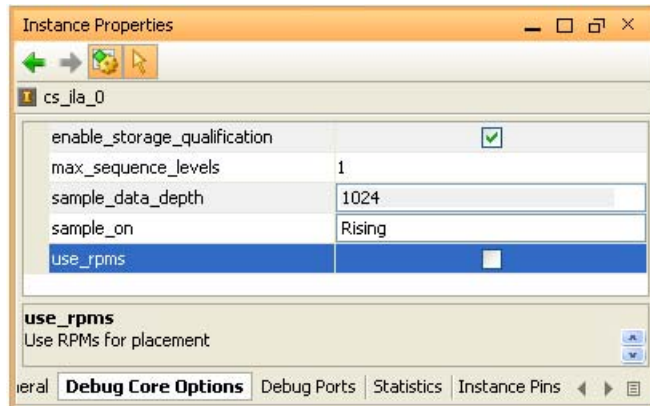 Instance Properties
cs_ila_0
enable_storage_qualification
max_sequence_levels 1
sample_data_depth 1024
sample_on Rising
use_rpms
use_rpms
Use RPMs for placement
eral Debug Core Options Debug Ports Statistics Instance Pins